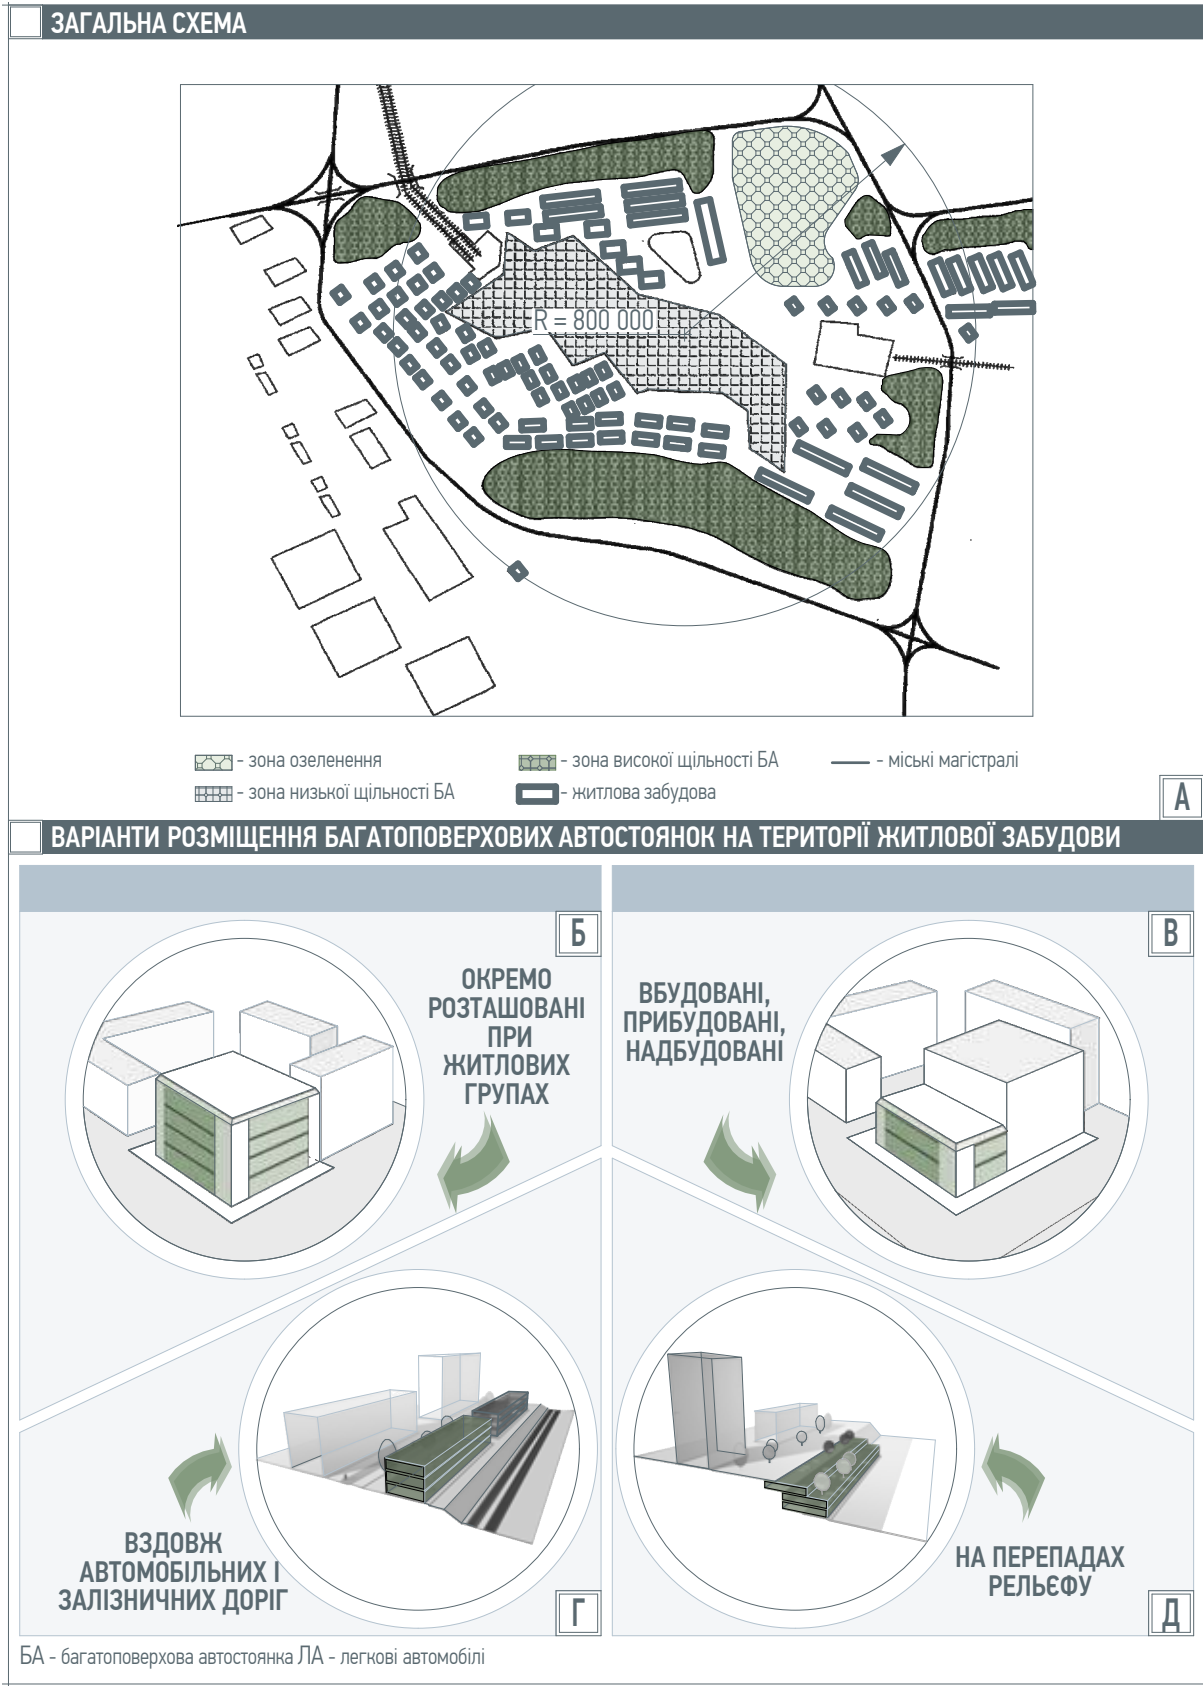 ЗАГАЛЬНА СХЕМА
R = 800 000
- зона озеленення
- зона високої щільності БА
- міські магістралі
- зона низької щільності БА
- житлова забудова
А
ВАРІАНТИ РОЗМІЩЕННЯ БАГАТОПОВЕРХОВИХ АВТОСТОЯНОК НА ТЕРИТОРІЇ ЖИТЛОВОЇ ЗАБУДОВИ
Б
ОКРЕМО
РОЗТАШОВАНІ
ПРИ
ЖИТЛОВИХ
ГРУПАХ
В
ВБУДОВАНІ,
ПРИБУДОВАНІ,
НАДБУДОВАНІ
ВЗДОВЖ
АВТОМОБІЛЬНИХ І
ЗАЛІЗНИЧНИХ ДОРІГ
Г
НА ПЕРЕПАДАХ
РЕЛЬЄФУ
Д
БА - багатоповерхова автостоянка ЛА - легкові автомобілі